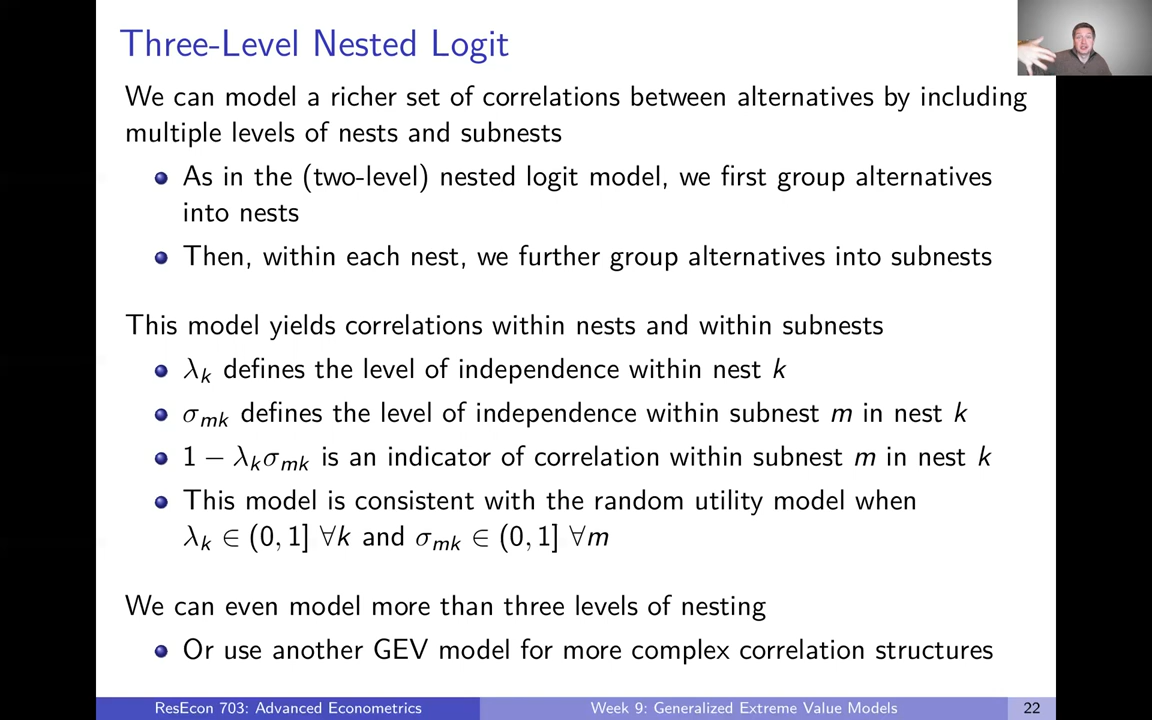 Three-Level Nested Logit
We can model a richer set of correlations between alternatives by including
multiple levels of nests and subnests
As in the (two-level) nested logit model, we first group alternatives
into nests
Then, within each nest, we further group alternatives into subnests
This model yields correlations within nests and within subnests
λₖ defines the level of independence within nest k
σₘₖ defines the level of independence within subnest m in nest k
1 − λₖσₘₖ is an indicator of correlation within subnest m in nest k
This model is consistent with the random utility model when
λₖ ∈ (0, 1] ∀k and σₘₖ ∈ (0, 1] ∀m
We can even model more than three levels of nesting
Or use another GEV model for more complex correlation structures
ResEcon 703: Advanced Econometrics Week 9: Generalized Extreme Value Models 22